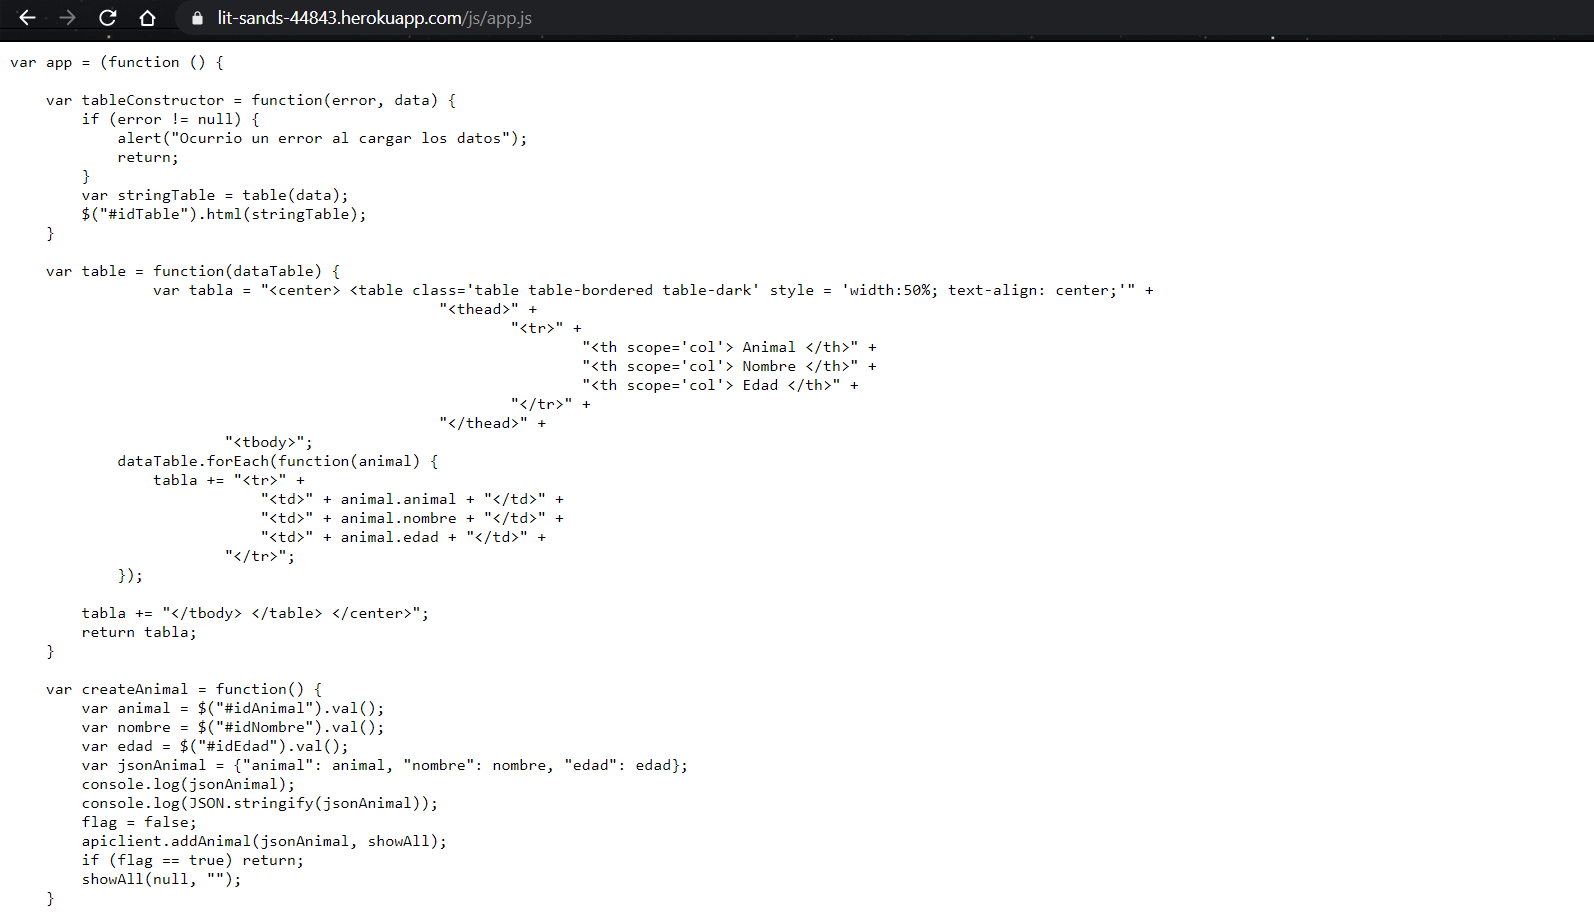 lit-sands-44843.herokuapp.com/js/app.js
var app = (function () {
var tableConstructor = function(error, data) {
if (error != null) {
alert("Ocurrio un error al cargar los datos");
return;
}
var stringTable = table(data);
$("#idTable").html(stringTable);
}
var table = function(dataTable) {
var tabla = "<center> <table class='table table-bordered table-dark' style = 'width:50%; text-align: center;'" +
"<thead>" +
"<tr>" +
"<th scope='col'> Animal </th>" +
"<th scope='col'> Nombre </th>" +
"<th scope='col'> Edad </th>" +
"</tr>" +
"</thead>" +
"<tbody>";
dataTable.forEach(function(animal) {
tabla += "<tr>" +
"<td>" + animal.animal + "</td>" +
"<td>" + animal.nombre + "</td>" +
"<td>" + animal.edad + "</td>" +
"</tr>";
});
tabla += "</tbody> </table> </center>";
return tabla;
}
var createAnimal = function() {
var animal = $("#idAnimal").val();
var nombre = $("#idNombre").val();
var edad = $("#idEdad").val();
var jsonAnimal = {"animal": animal, "nombre": nombre, "edad": edad};
console.log(jsonAnimal);
console.log(JSON.stringify(jsonAnimal));
flag = false;
apiclient.addAnimal(jsonAnimal, showAll);
if (flag == true) return;
showAll(null, "");
}